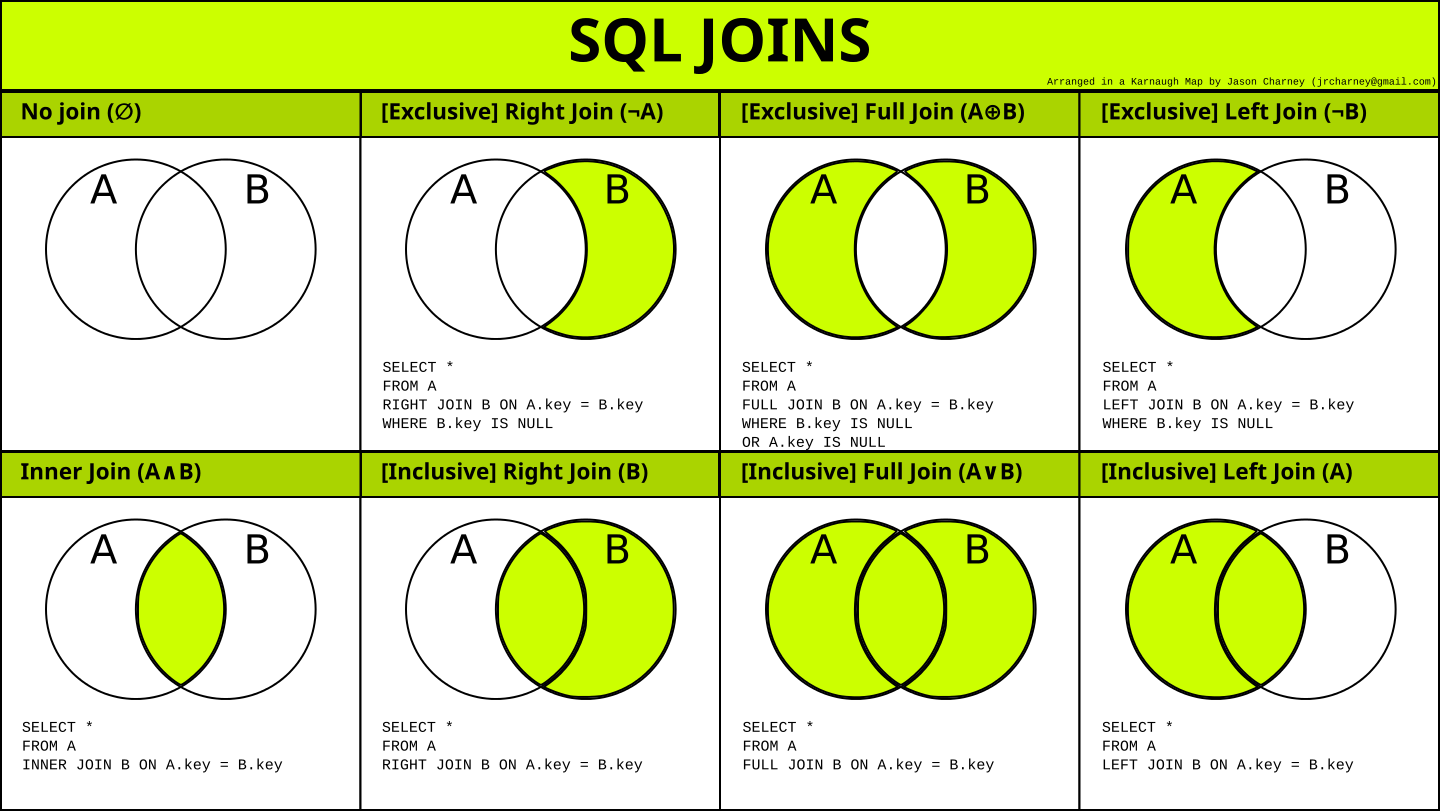 SQL JOINS
Arranged in a Karnaugh Map by Jason Charney (jrcharney@gmail.com)
No join (∅)
A B
[Exclusive] Right Join (¬A)
A B
SELECT *
FROM A
RIGHT JOIN B ON A.key = B.key
WHERE B.key IS NULL
[Exclusive] Full Join (A⊕B)
A B
SELECT *
FROM A
FULL JOIN B ON A.key = B.key
WHERE B.key IS NULL
OR A.key IS NULL
[Exclusive] Left Join (¬B)
A B
SELECT *
FROM A
LEFT JOIN B ON A.key = B.key
WHERE B.key IS NULL
Inner Join (A∧B)
A B
SELECT *
FROM A
INNER JOIN B ON A.key = B.key
[Inclusive] Right Join (B)
A B
SELECT *
FROM A
RIGHT JOIN B ON A.key = B.key
[Inclusive] Full Join (A∨B)
A B
SELECT *
FROM A
FULL JOIN B ON A.key = B.key
[Inclusive] Left Join (A)
A B
SELECT *
FROM A
LEFT JOIN B ON A.key = B.key